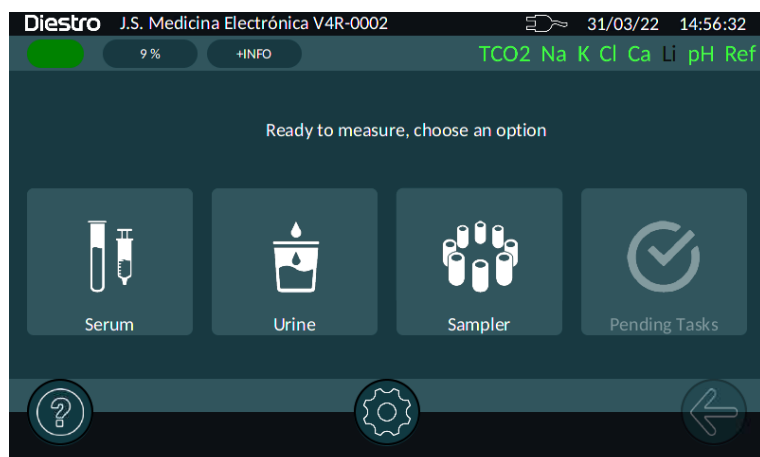 Diestro J.S. Medicina Electrónica V4R-0002 31/03/22 14:56:32
9 % +INFO TCO2 Na K Cl Ca Li pH Ref
Ready to measure, choose an option
Serum Urine Sampler Pending Tasks
?